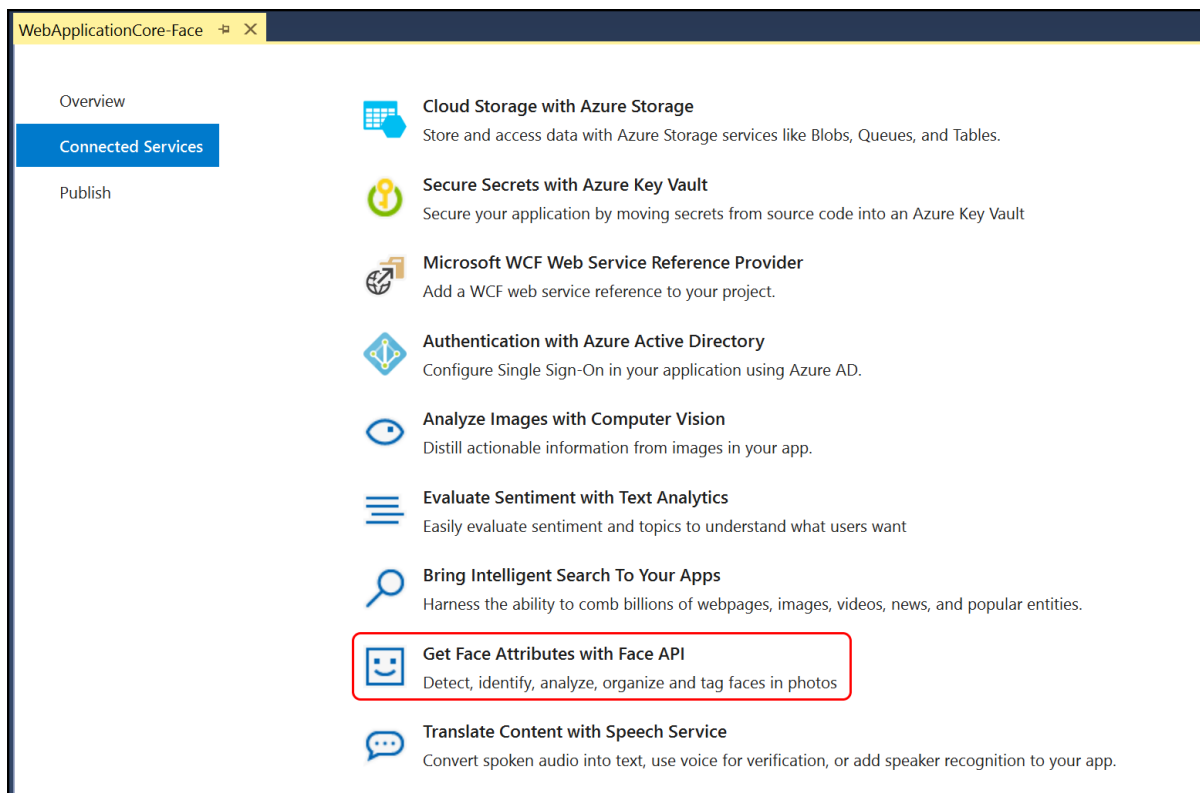 WebApplicationCore-Face
Overview
Connected Services
Publish
Cloud Storage with Azure Storage
Store and access data with Azure Storage services like Blobs, Queues, and Tables.
Secure Secrets with Azure Key Vault
Secure your application by moving secrets from source code into an Azure Key Vault
Microsoft WCF Web Service Reference Provider
Add a WCF web service reference to your project.
Authentication with Azure Active Directory
Configure Single Sign-On in your application using Azure AD.
Analyze Images with Computer Vision
Distill actionable information from images in your app.
Evaluate Sentiment with Text Analytics
Easily evaluate sentiment and topics to understand what users want
Bring Intelligent Search To Your Apps
Harness the ability to comb billions of webpages, images, videos, news, and popular entities.
Get Face Attributes with Face API
Detect, identify, analyze, organize and tag faces in photos
Translate Content with Speech Service
Convert spoken audio into text, use voice for verification, or add speaker recognition to your app.